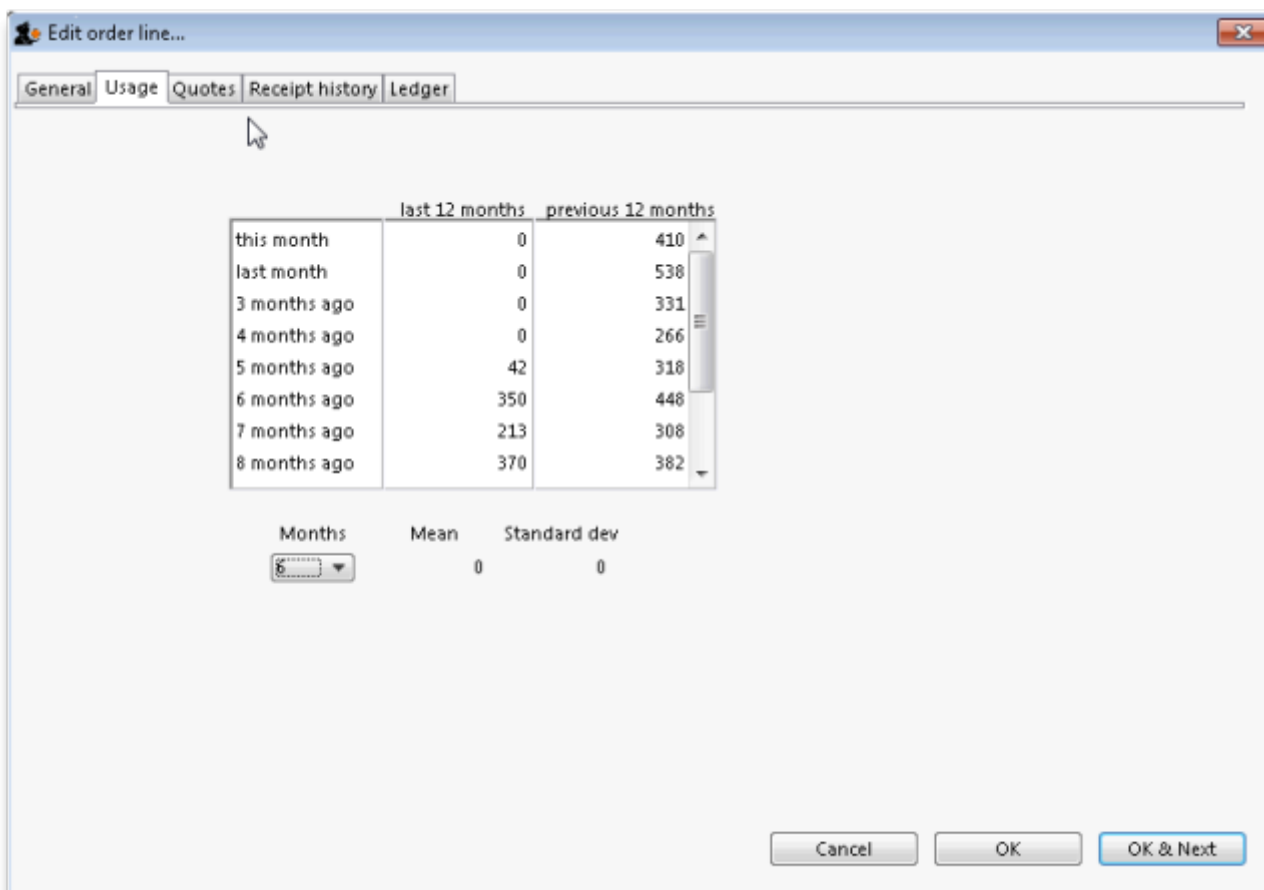 Edit order line...
General Usage Quotes Receipt history Ledger
last 12 months previous 12 months
this month 0 410
last month 0 538
3 months ago 0 331
4 months ago 0 266
5 months ago 42 318
6 months ago 350 448
7 months ago 213 308
8 months ago 370 382
Months Mean Standard dev
6 0 0
Cancel OK OK & Next